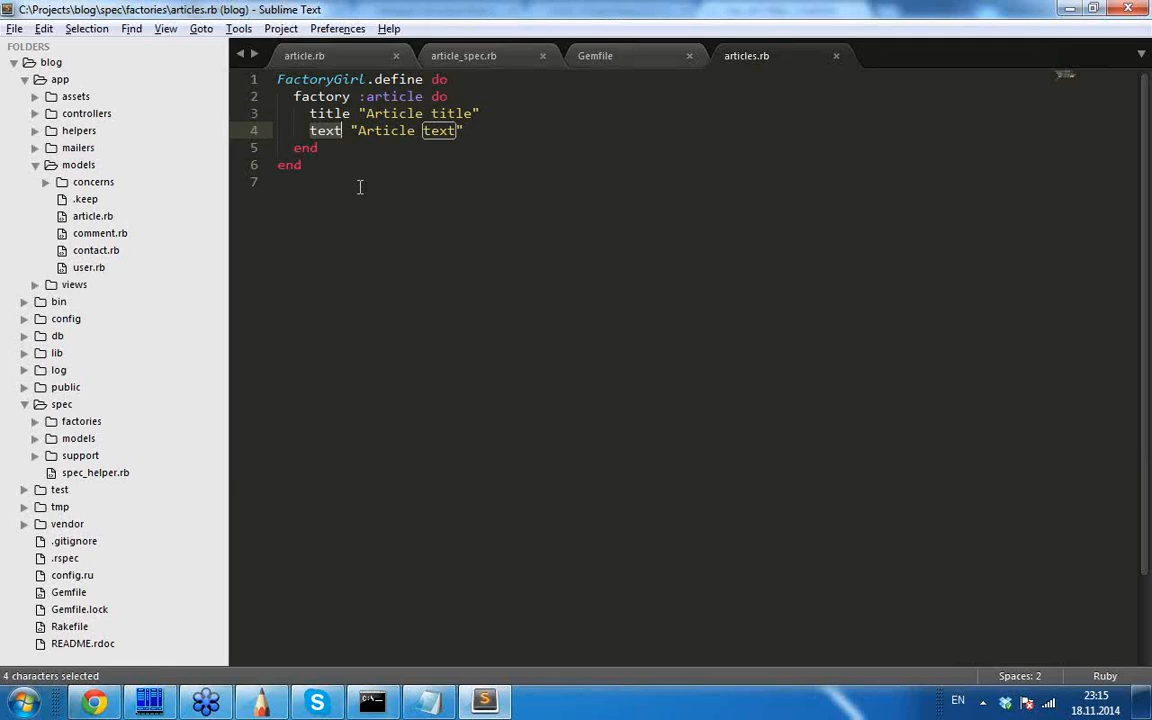 C:\Projects\blog\spec\factories\articles.rb (blog) - Sublime Text
File Edit Selection Find View Goto Tools Project Preferences Help
FOLDERS
blog
app
assets
controllers
helpers
mailers
models
concerns
.keep
article.rb
comment.rb
contact.rb
user.rb
views
bin
config
db
lib
log
public
spec
factories
models
support
spec_helper.rb
test
tmp
vendor
.gitignore
.rspec
config.ru
Gemfile
Gemfile.lock
Rakefile
README.rdoc
article.rb article_spec.rb Gemfile articles.rb
1 FactoryGirl.define do
2 factory :article do
3 title "Article title"
4 text "Article text"
5 end
6 end
7
4 characters selected Spaces: 2 Ruby
EN 23:15
18.11.2014